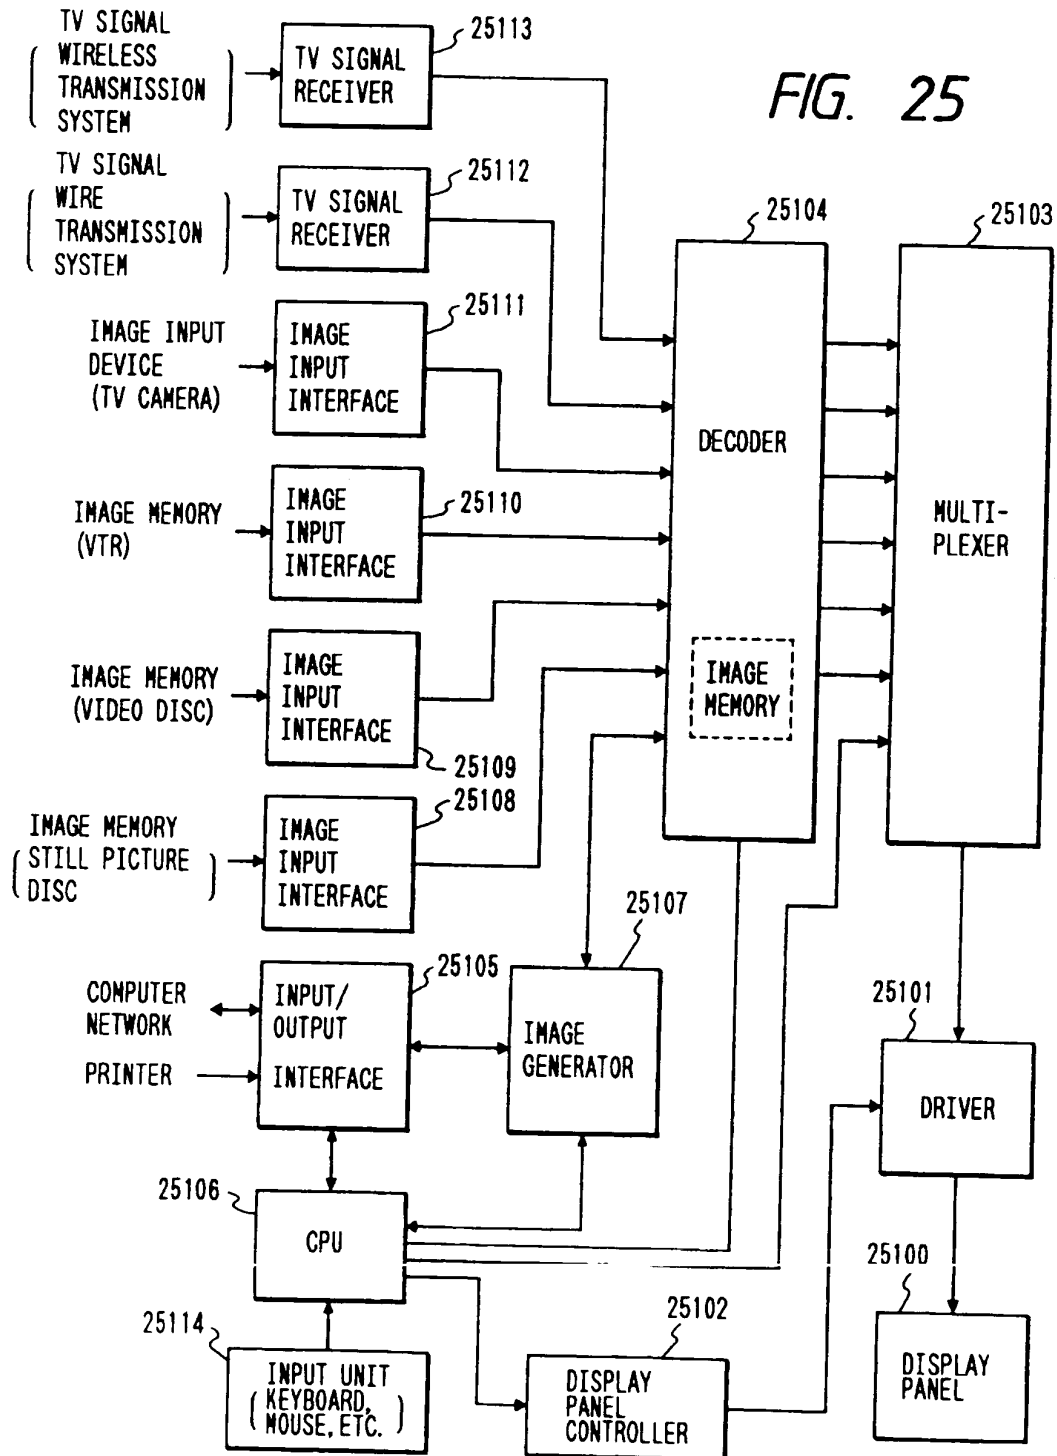 FIG. 25
TV SIGNAL
WIRELESS
TRANSMISSION
SYSTEM
TV SIGNAL
RECEIVER
25113
TV SIGNAL
WIRE
TRANSMISSION
SYSTEM
TV SIGNAL
RECEIVER
25112
IMAGE INPUT
DEVICE
(TV CAMERA)
IMAGE
INPUT
INTERFACE
25111
IMAGE MEMORY
(VTR)
IMAGE
INPUT
INTERFACE
25110
IMAGE MEMORY
(VIDEO DISC)
IMAGE
INPUT
INTERFACE
25109
IMAGE MEMORY
(STILL PICTURE
DISC)
IMAGE
INPUT
INTERFACE
25108
25104
DECODER
IMAGE
MEMORY
25103
MULTI-
PLEXER
COMPUTER
NETWORK
PRINTER
INPUT/
OUTPUT
INTERFACE
25105
IMAGE
GENERATOR
25107
25101
DRIVER
25106
CPU
25100
DISPLAY
PANEL
25114
INPUT UNIT
(KEYBOARD,
MOUSE, ETC.)
25102
DISPLAY
PANEL
CONTROLLER